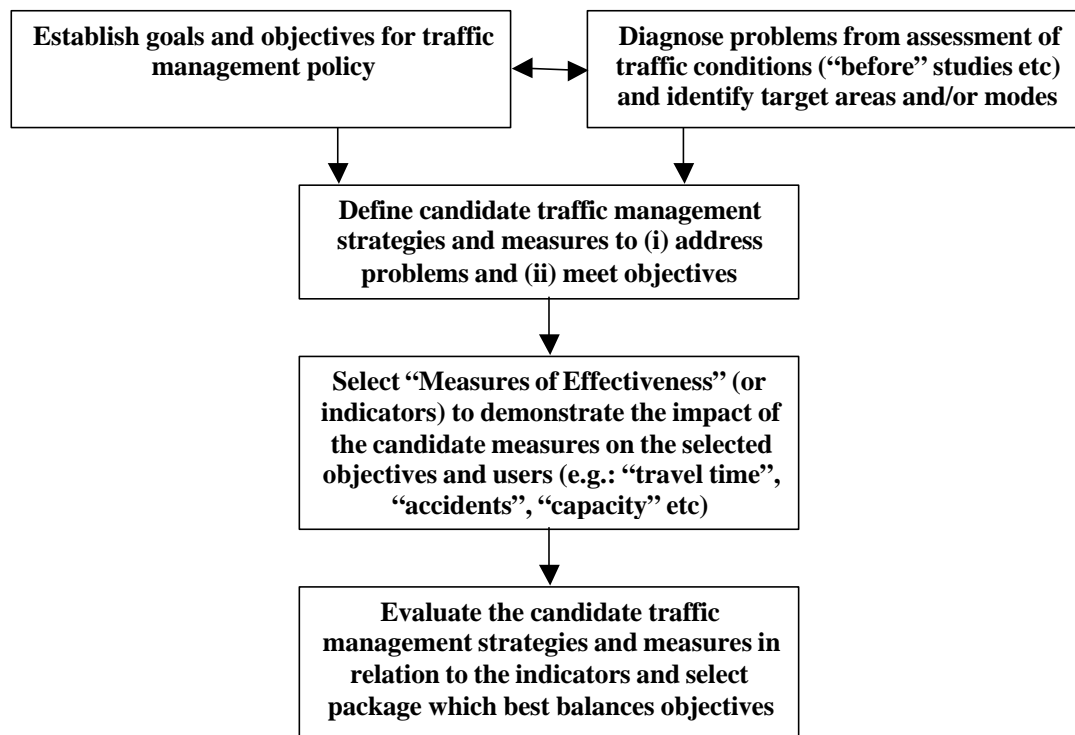 Establish goals and objectives for traffic
management policy
Diagnose problems from assessment of
traffic conditions (“before” studies etc)
and identify target areas and/or modes
Define candidate traffic management
strategies and measures to (i) address
problems and (ii) meet objectives
Select “Measures of Effectiveness” (or
indicators) to demonstrate the impact of
the candidate measures on the selected
objectives and users (e.g.: “travel time”,
“accidents”, “capacity” etc)
Evaluate the candidate traffic
management strategies and measures in
relation to the indicators and select
package which best balances objectives